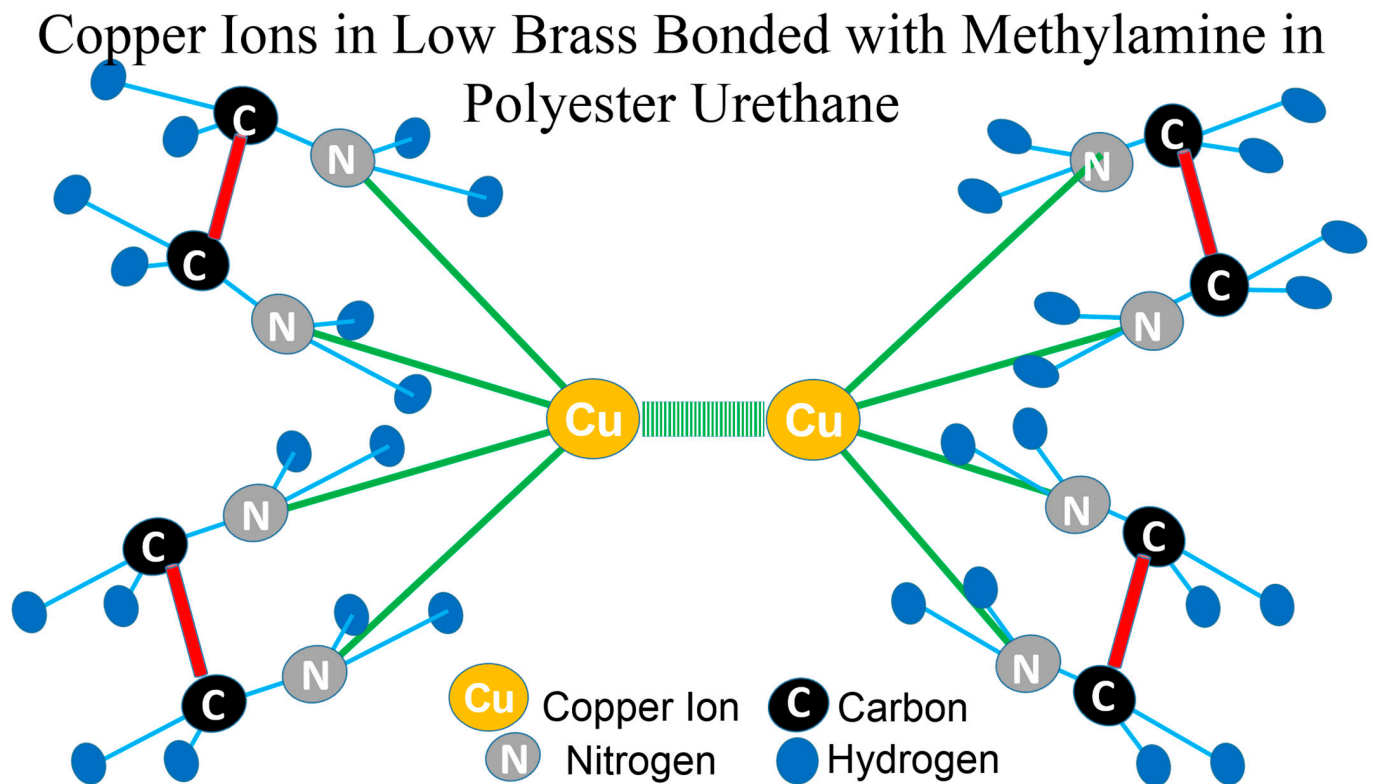 Copper Ions in Low Brass Bonded with Methylamine in
Polyester Urethane
C
N
C
N
C
N
C
N
Cu
Cu
N
C
N
C
N
C
N
C
Cu Copper Ion
C Carbon
N Nitrogen
Hydrogen